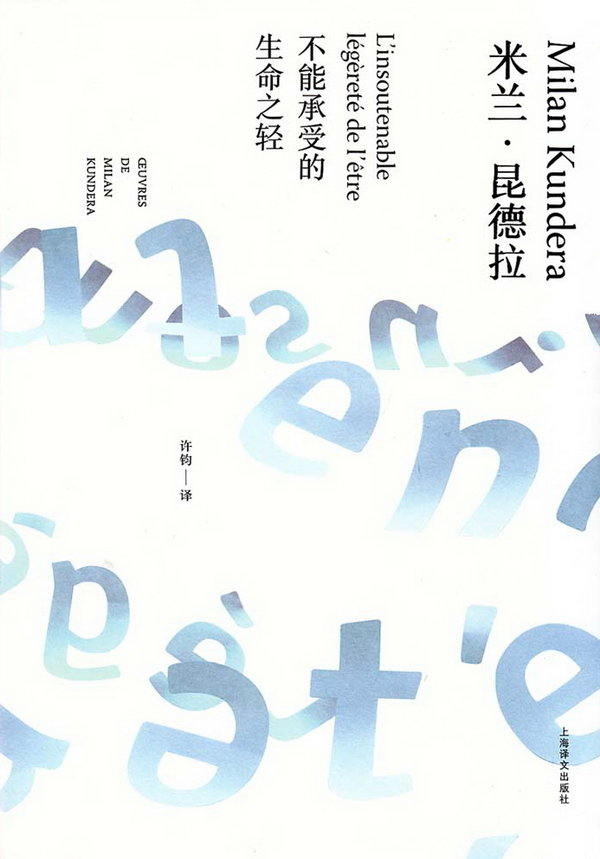 Milan Kundera
米兰·昆德拉
L'insoutenable
légèreté de l'être
不能承受的
生命之轻
ŒUVRES
DE
MILAN
KUNDERA
许钧—译
上海译文出版社